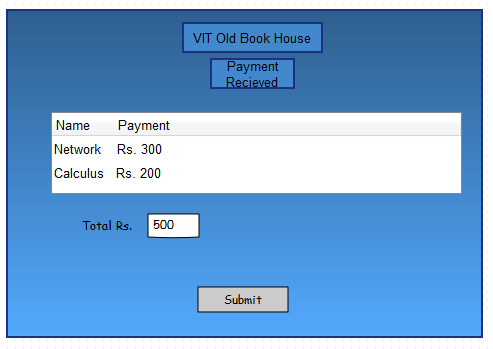 VIT Old Book House
Payment
Recieved
Name Payment
Network Rs. 300
Calculus Rs. 200
Total Rs. 500
Submit